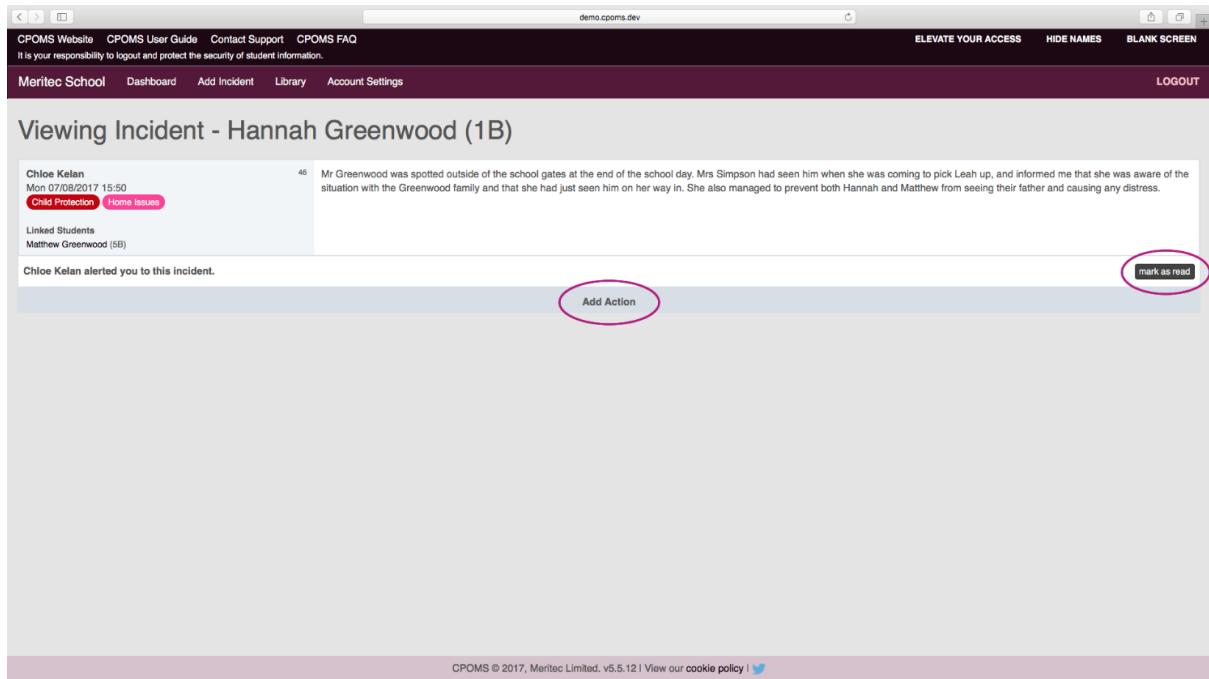 demo.cpoms.dev
CPOMS Website CPOMS User Guide Contact Support CPOMS FAQ ELEVATE YOUR ACCESS HIDE NAMES BLANK SCREEN
It is your responsibility to logout and protect the security of student information.
Meritec School Dashboard Add Incident Library Account Settings LOGOUT
Viewing Incident - Hannah Greenwood (1B)
Chloe Kelan 46
Mon 07/08/2017 15:50
Child Protection Home Issues
Linked Students
Matthew Greenwood (5B)
Mr Greenwood was spotted outside of the school gates at the end of the school day. Mrs Simpson had seen him when she was coming to pick Leah up, and informed me that she was aware of the
situation with the Greenwood family and that she had just seen him on her way in. She also managed to prevent both Hannah and Matthew from seeing their father and causing any distress.
Chloe Kelan alerted you to this incident. mark as read
Add Action
CPOMS © 2017, Meritec Limited. v5.5.12 | View our cookie policy |